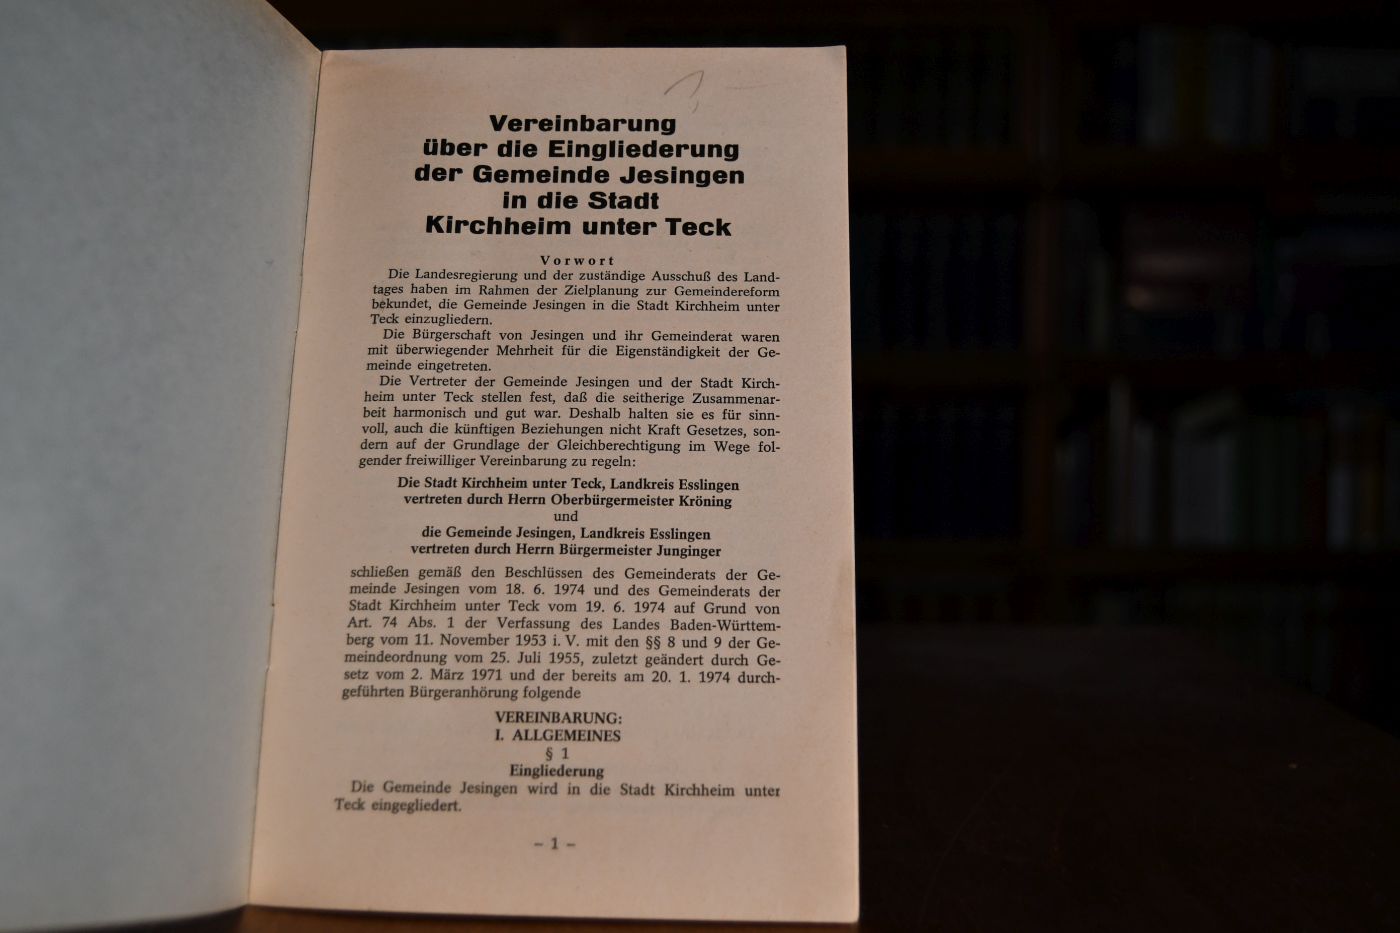 Vereinbarung
über die Eingliederung
der Gemeinde Jesingen
in die Stadt
Kirchheim unter Teck
Vorwort
Die Landesregierung und der zuständige Ausschuß des Land-
tages haben im Rahmen der Zielplanung zur Gemeindereform
bekundet, die Gemeinde Jesingen in die Stadt Kirchheim unter
Teck einzugliedern.
Die Bürgerschaft von Jesingen und ihr Gemeinderat waren
mit überwiegender Mehrheit für die Eigenständigkeit der Ge-
meinde eingetreten.
Die Vertreter der Gemeinde Jesingen und der Stadt Kirch-
heim unter Teck stellen fest, daß die seitherige Zusammenar-
beit harmonisch und gut war. Deshalb halten sie es für sinn-
voll, auch die künftigen Beziehungen nicht Kraft Gesetzes, son-
dern auf der Grundlage der Gleichberechtigung im Wege fol-
gender freiwilliger Vereinbarung zu regeln:
Die Stadt Kirchheim unter Teck, Landkreis Esslingen
vertreten durch Herrn Oberbürgermeister Kröning
und
die Gemeinde Jesingen, Landkreis Esslingen
vertreten durch Herrn Bürgermeister Junginger
schließen gemäß den Beschlüssen des Gemeinderats der Ge-
meinde Jesingen vom 18. 6. 1974 und des Gemeinderats der
Stadt Kirchheim unter Teck vom 19. 6. 1974 auf Grund von
Art. 74 Abs. 1 der Verfassung des Landes Baden-Württem-
berg vom 11. November 1953 i. V. mit den §§ 8 und 9 der Ge-
meindeordnung vom 25. Juli 1955, zuletzt geändert durch Ge-
setz vom 2. März 1971 und der bereits am 20. 1. 1974 durch-
geführten Bürgeranhörung folgende
VEREINBARUNG:
I. ALLGEMEINES
§ 1
Eingliederung
Die Gemeinde Jesingen wird in die Stadt Kirchheim unter
Teck eingegliedert.
– 1 –